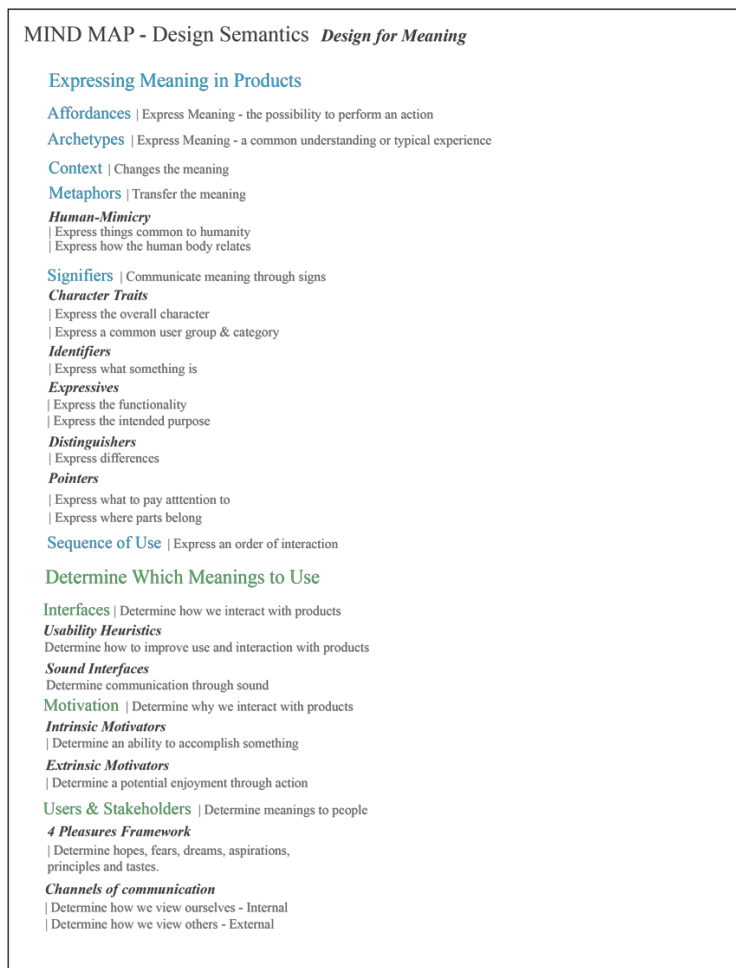 MIND MAP - Design Semantics Design for Meaning
Expressing Meaning in Products
Affordances | Express Meaning - the possibility to perform an action
Archetypes | Express Meaning - a common understanding or typical experience
Context | Changes the meaning
Metaphors | Transfer the meaning
Human-Mimicry
| Express things common to humanity
| Express how the human body relates
Signifiers | Communicate meaning through signs
Character Traits
| Express the overall character
| Express a common user group & category
Identifiers
| Express what something is
Expressives
| Express the functionality
| Express the intended purpose
Distinguishers
| Express differences
Pointers
| Express what to pay atttention to
| Express where parts belong
Sequence of Use | Express an order of interaction
Determine Which Meanings to Use
Interfaces | Determine how we interact with products
Usability Heuristics
Determine how to improve use and interaction with products
Sound Interfaces
Determine communication through sound
Motivation | Determine why we interact with products
Intrinsic Motivators
| Determine an ability to accomplish something
Extrinsic Motivators
| Determine a potential enjoyment through action
Users & Stakeholders | Determine meanings to people
4 Pleasures Framework
| Determine hopes, fears, dreams, aspirations,
principles and tastes.
Channels of communication
| Determine how we view ourselves - Internal
| Determine how we view others - External